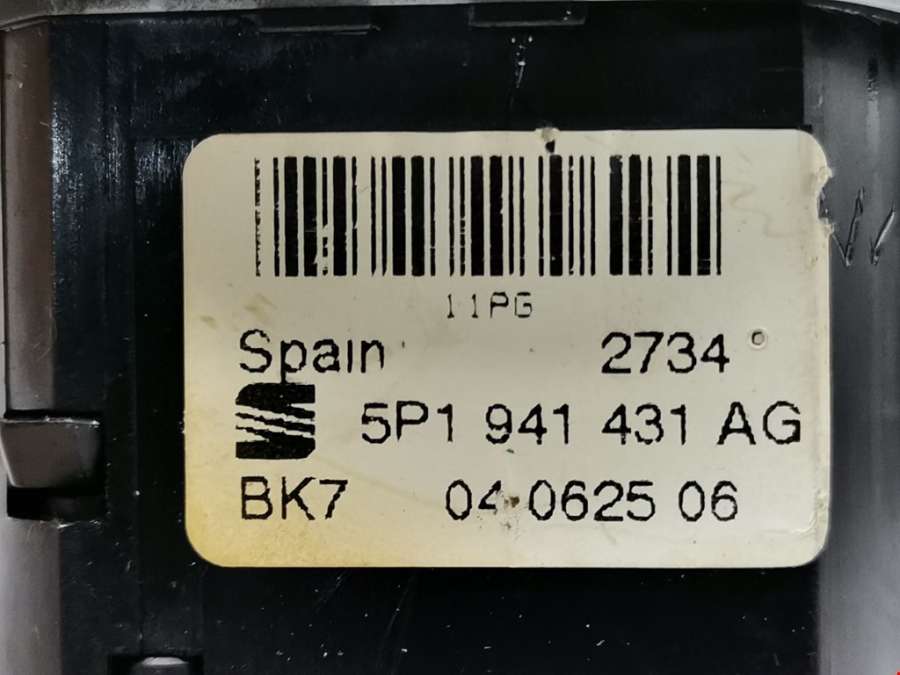 11PG
Spain 2734
5P1 941 431 AG
BK7 04 0625 06